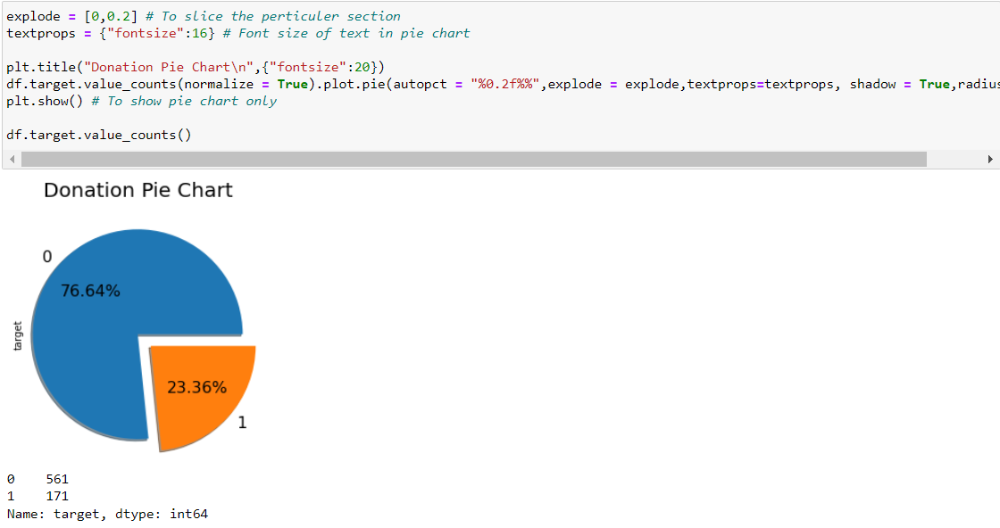 explode = [0,0.2] # To slice the perticuler section
textprops = {"fontsize":16} # Font size of text in pie chart
plt.title("Donation Pie Chart\n",{"fontsize":20})
df.target.value_counts(normalize = True).plot.pie(autopct = "%0.2f%%",explode = explode,textprops=textprops, shadow = True,radius
plt.show() # To show pie chart only
df.target.value_counts()
Donation Pie Chart
0
76.64%
target
23.36%
1
0 561
1 171
Name: target, dtype: int64